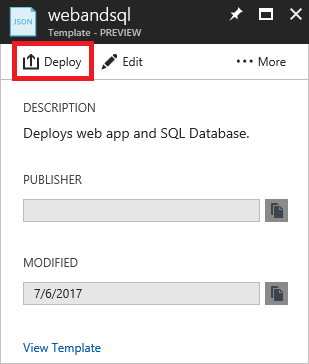 JSON
webandsql
Template - PREVIEW
Deploy
Edit
More
DESCRIPTION
Deploys web app and SQL Database.
PUBLISHER
MODIFIED
7/6/2017
View Template